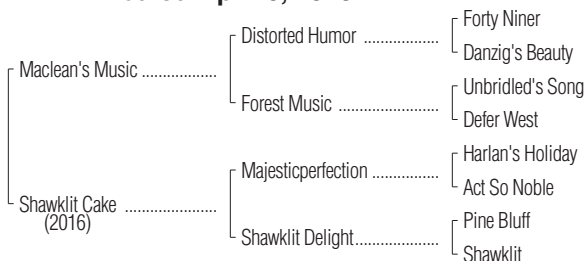 Forty Niner
Distorted Humor ..................
Danzig's Beauty
Maclean's Music .................
Unbridled's Song
Forest Music ........................
Defer West
Harlan's Holiday
Majesticperfection ................
Act So Noble
Shawklit Cake .....................
(2016)
Pine Bluff
Shawklit Delight....................
Shawklit